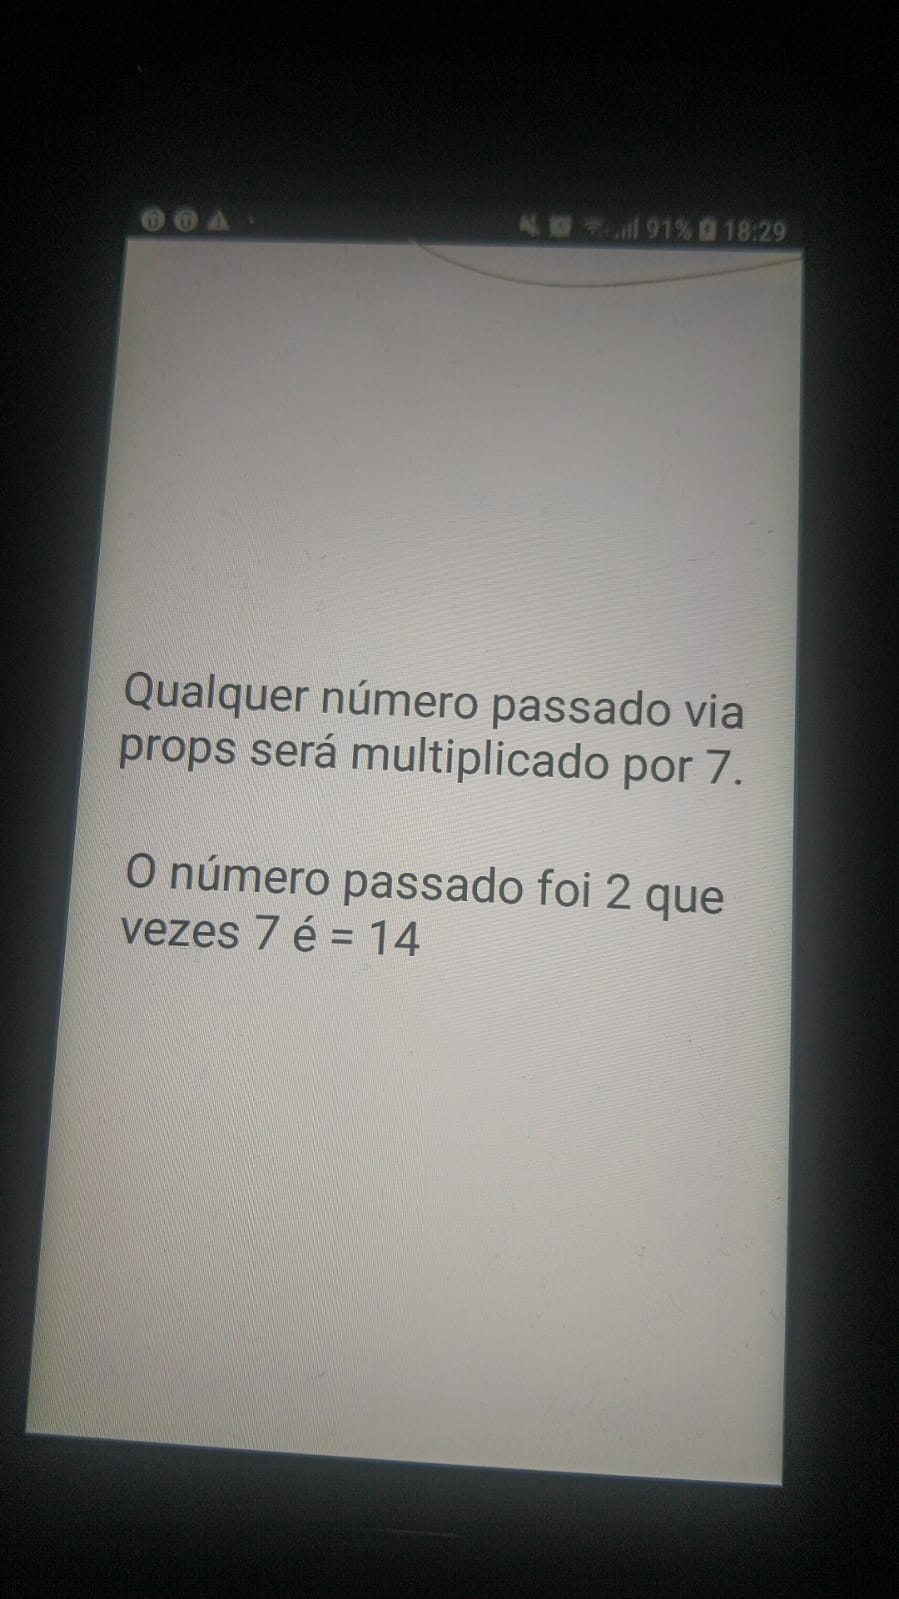 91% 18:29
Qualquer número passado via
props será multiplicado por 7.
O número passado foi 2 que
vezes 7 é = 14